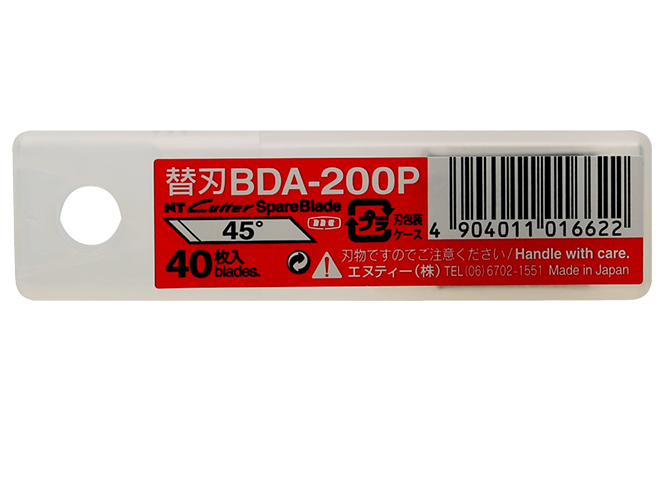 替刃BDA-200P
NT Cutter Spare Blade
45°
プラ
刃包装
ケース
40枚入
blades.
刃物ですのでご注意ください/Handle with care.
エヌティー(株) TEL(06)6702-1551 Made in Japan
4 904011 016622